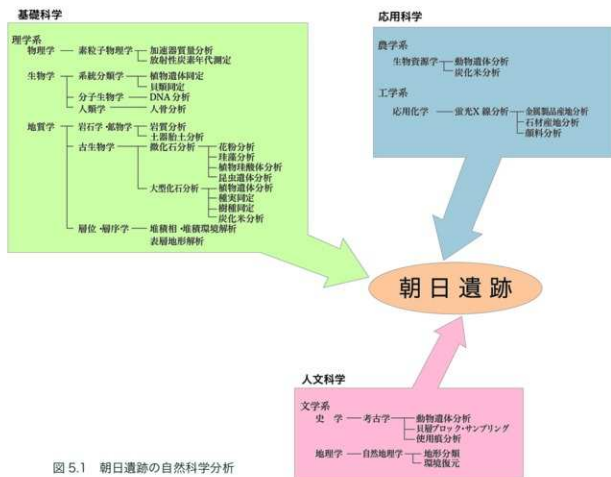 基礎科学
理学系
物理学 素粒子物理学 加速器質量分析
放射性炭素年代測定
生物学 系統分類学 植物遺体同定
貝類同定
分子生物学 DNA分析
人類学 人骨分析
地質学 岩石学・鉱物学 岩質分析
土器胎土分析
古生物学 微化石分析 花粉分析
珪藻分析
植物珪酸体分析
昆虫遺体分析
大型化石分析 植物遺体分析
種実同定
樹種同定
炭化米分析
層位・層序学 堆積相・堆積環境解析
表層地形解析
応用科学
農学系
生物資源学 動物遺体分析
炭化米分析
工学系
応用化学 蛍光X線分析 金属製品産地分析
石材産地分析
顔料分析
朝日遺跡
人文科学
文学系
史 学 考古学 動物遺体分析
貝層ブロック・サンプリング
使用痕分析
地理学 自然地理学 地形分類
環境復元
図 5.1 朝日遺跡の自然科学分析